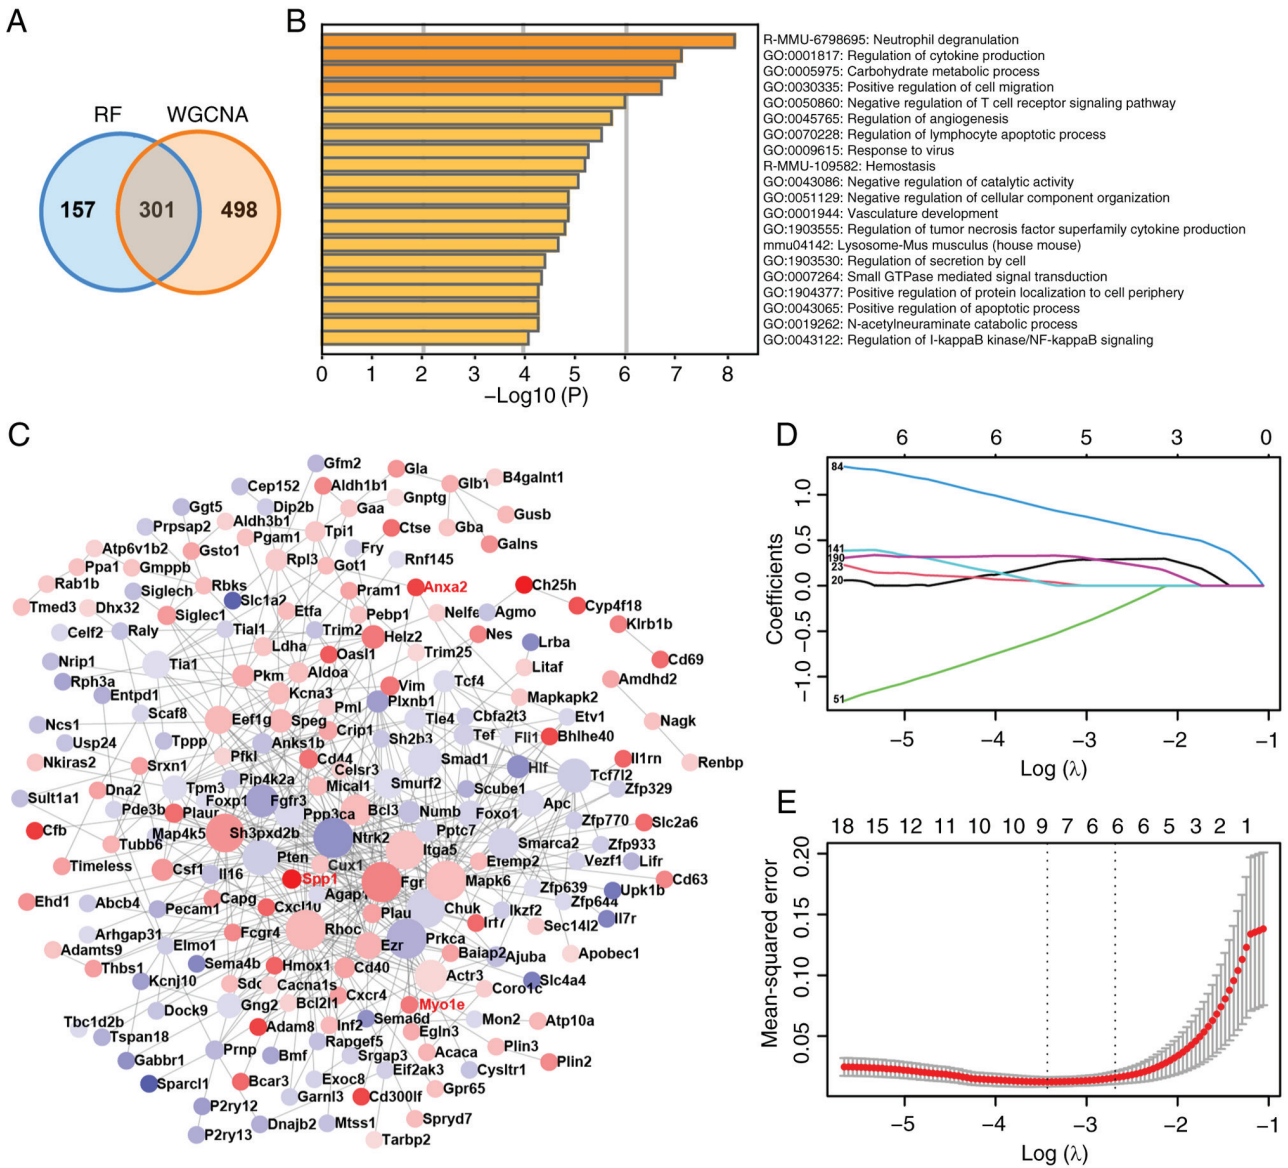 A
RF
WGCNA
157
301
498
B
R-MMU-6798695: Neutrophil degranulation
GO:0001817: Regulation of cytokine production
GO:0005975: Carbohydrate metabolic process
GO:0030335: Positive regulation of cell migration
GO:0050860: Negative regulation of T cell receptor signaling pathway
GO:0045765: Regulation of angiogenesis
GO:0070228: Regulation of lymphocyte apoptotic process
GO:0009615: Response to virus
R-MMU-109582: Hemostasis
GO:0043086: Negative regulation of catalytic activity
GO:0051129: Negative regulation of cellular component organization
GO:0001944: Vasculature development
GO:1903555: Regulation of tumor necrosis factor superfamily cytokine production
mmu04142: Lysosome-Mus musculus (house mouse)
GO:1903530: Regulation of secretion by cell
GO:0007264: Small GTPase mediated signal transduction
GO:1904377: Positive regulation of protein localization to cell periphery
GO:0043065: Positive regulation of apoptotic process
GO:0019262: N-acetylneuraminate catabolic process
GO:0043122: Regulation of I-kappaB kinase/NF-kappaB signaling
0 1 2 3 4 5 6 7 8
−Log10 (P)
C
Gfm2
Gla
Cep152
Aldh1b1
Glb1
B4galnt1
Ggt5
Dip2b
Gaa
Gnptg
Gusb
Prpsap2
Aldh3b1
Pgam1
Tpi1
Ctse
Gba
Galns
Atp6v1b2
Gsto1
Fry
Rnf145
Ppa1
Gmppb
Rpl3
Got1
Rab1b
Siglech
Rbks
Slc1a2
Pram1
Anxa2
Ch25h
Tmed3
Dhx32
Siglec1
Etfa
Pebp1
Nelfe
Agmo
Cyp4f18
Celf2
Raly
Tial1
Trim2
Helz2
Nes
Lrba
Klrb1b
Nrip1
Tia1
Ldha
Oasl1
Trim25
Litaf
Cd69
Rph3a
Entpd1
Pkm
Aldoa
Vim
Tcf4
Mapkapk2
Amdhd2
Kcna3
Plxnb1
Ncs1
Scaf8
Eef1g
Speg
Pml
Tle4
Cbfa2t3
Etv1
Nagk
Usp24
Tppp
Anks1b
Crip1
Sh2b3
Tef
Fli1
Bhlhe40
Nkiras2
Srxn1
Pfkl
Cd44
Celsr3
Smad1
Hlf
Il1rn
Renbp
Tcf7l2
Sult1a1
Dna2
Tpm3
Pip4k2a
Mical1
Smurf2
Scube1
Zfp329
Pde3b
Plaur
Foxp1
Fgfr3
Ppp3ca
Bcl3
Numb
Foxo1
Apc
Cfb
Map4k5
Sh3pxd2b
Ntrk2
Pptc7
Zfp770
Slc2a6
Tubb6
Itga5
Smarca2
Zfp933
Timeless
Csf1
Il16
Pten
Cux1
Efemp2
Vezf1
Lifr
Spp1
Fgr
Mapk6
Cd63
Ehd1
Abcb4
Capg
Agap1
Zfp639
Upk1b
Pecam1
Cxcl10
Plau
Chuk
Ikzf2
Zfp644
Arhgap31
Fcgr4
Rhoc
Irf7
Sec14l2
Il7r
Adamts9
Elmo1
Ezr
Prkca
Baiap2
Ajuba
Apobec1
Thbs1
Sema4b
Hmox1
Cd40
Actr3
Kcnj10
Sdc
Cacna1s
Coro1c
Slc4a4
Dock9
Gng2
Bcl2l1
Cxcr4
Myo1e
Tbc1d2b
Adam8
Inf2
Sema6d
Mon2
Atp10a
Tspan18
Rapgef5
Egln3
Gabbr1
Prnp
Bmf
Srgap3
Acaca
Plin3
Plin2
Sparcl1
Bcar3
Exoc8
Eif2ak3
Cysltr1
Garnl3
Cd300lf
Gpr65
P2ry12
Dnajb2
Mtss1
Spryd7
P2ry13
Tarbp2
D
6 6 5 3 0
84
141
190
23
20
51
1.0
0.5
0.0
−0.5
−1.0
Coefficients
−5 −4 −3 −2 −1
Log (λ)
E
18 15 12 11 10 10 9 7 6 6 5 3 2 1
0.20
0.15
0.10
0.05
Mean-squared error
−5 −4 −3 −2 −1
Log (λ)